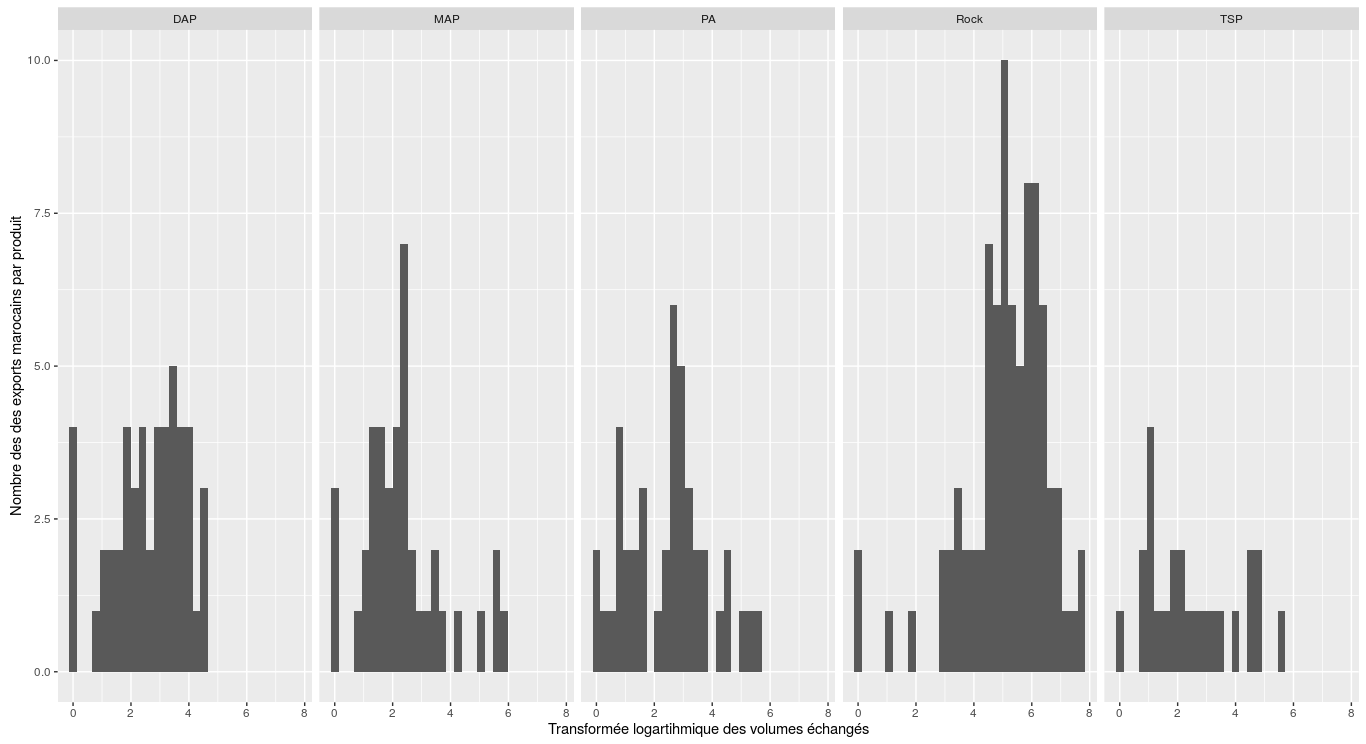 DAP MAP PA Rock TSP
10.0
7.5
5.0
2.5
0.0
Nombre des des exports marocains par produit
0 2 4 6 8 0 2 4 6 8 0 2 4 6 8 0 2 4 6 8 0 2 4 6 8
Transformée logartihmique des volumes échangés